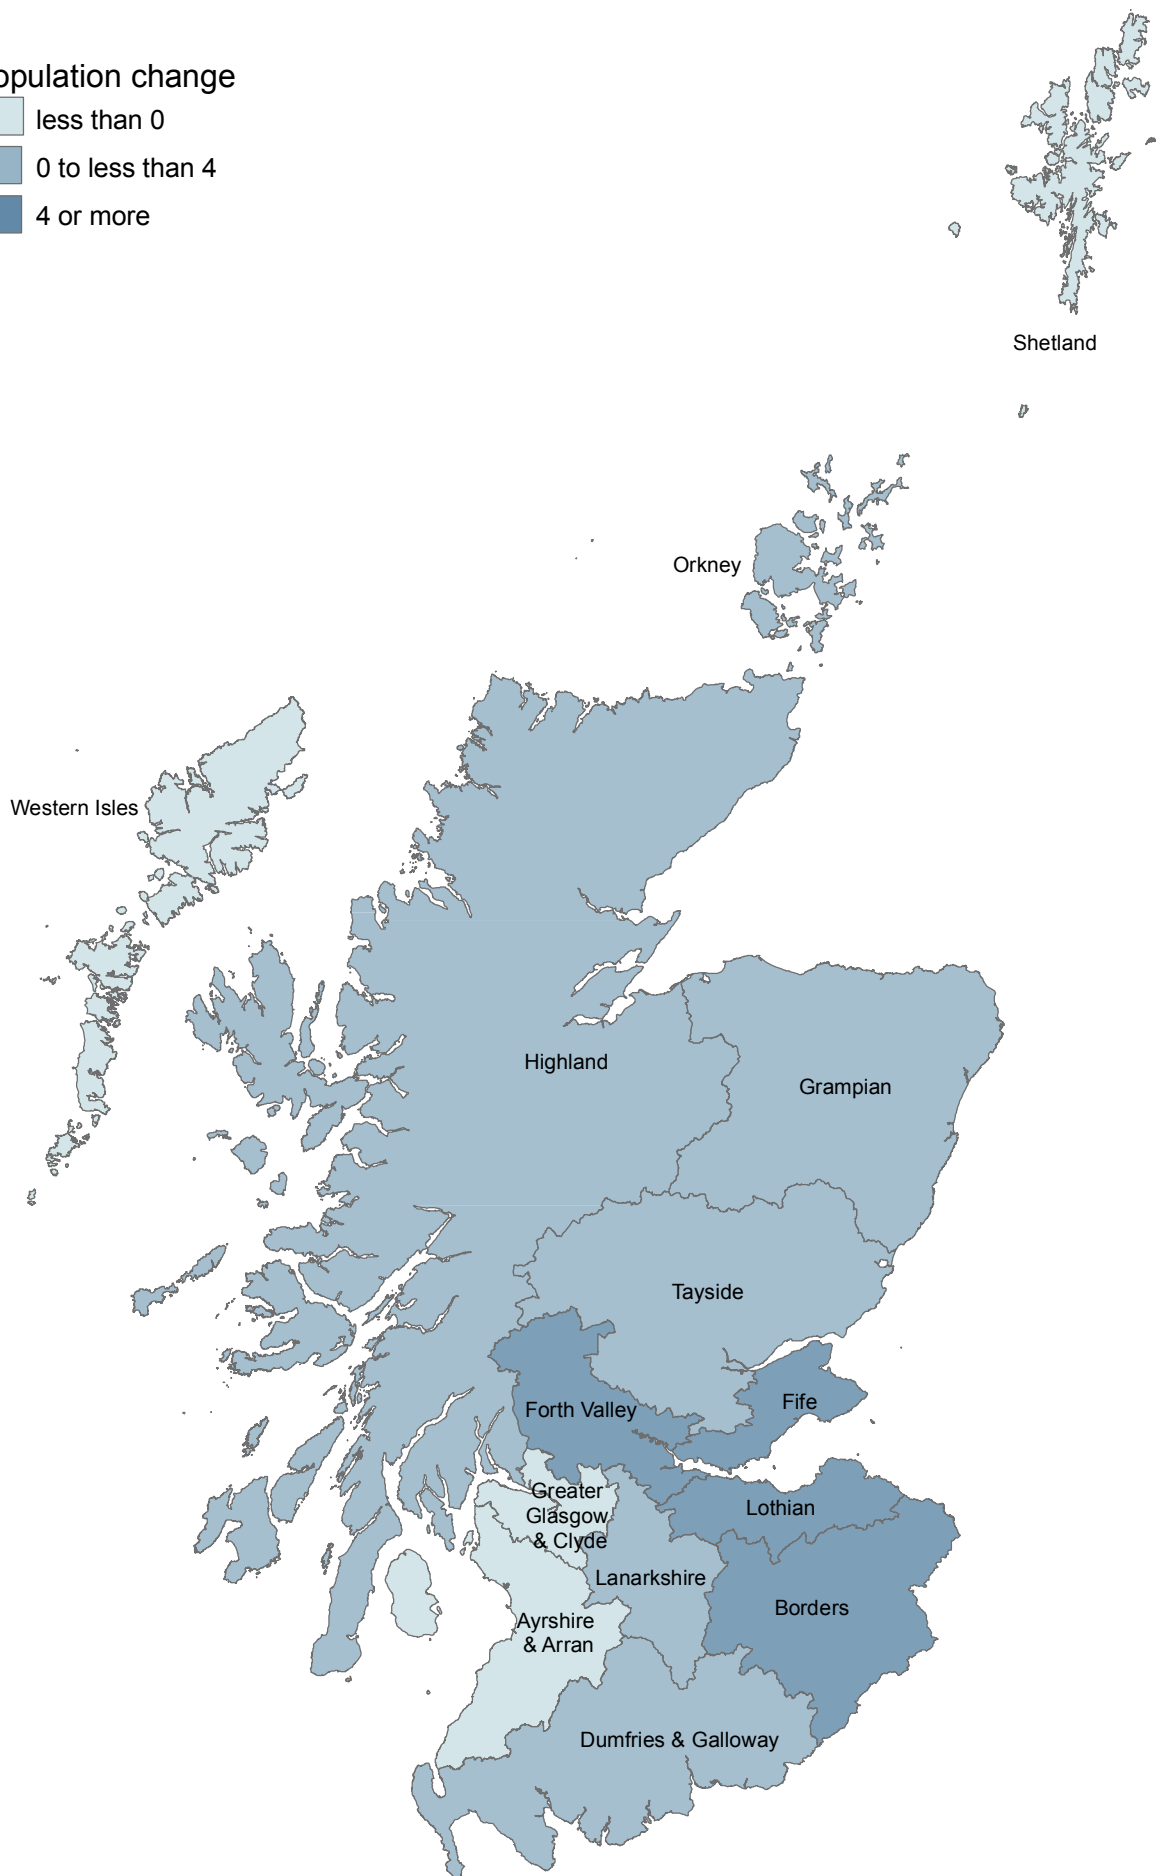 opulation change
less than 0
0 to less than 4
4 or more
Shetland
Orkney
Western Isles
Highland
Grampian
Tayside
Forth Valley
Fife
Greater
Glasgow
& Clyde
Lothian
Lanarkshire
Borders
Ayrshire
& Arran
Dumfries & Galloway